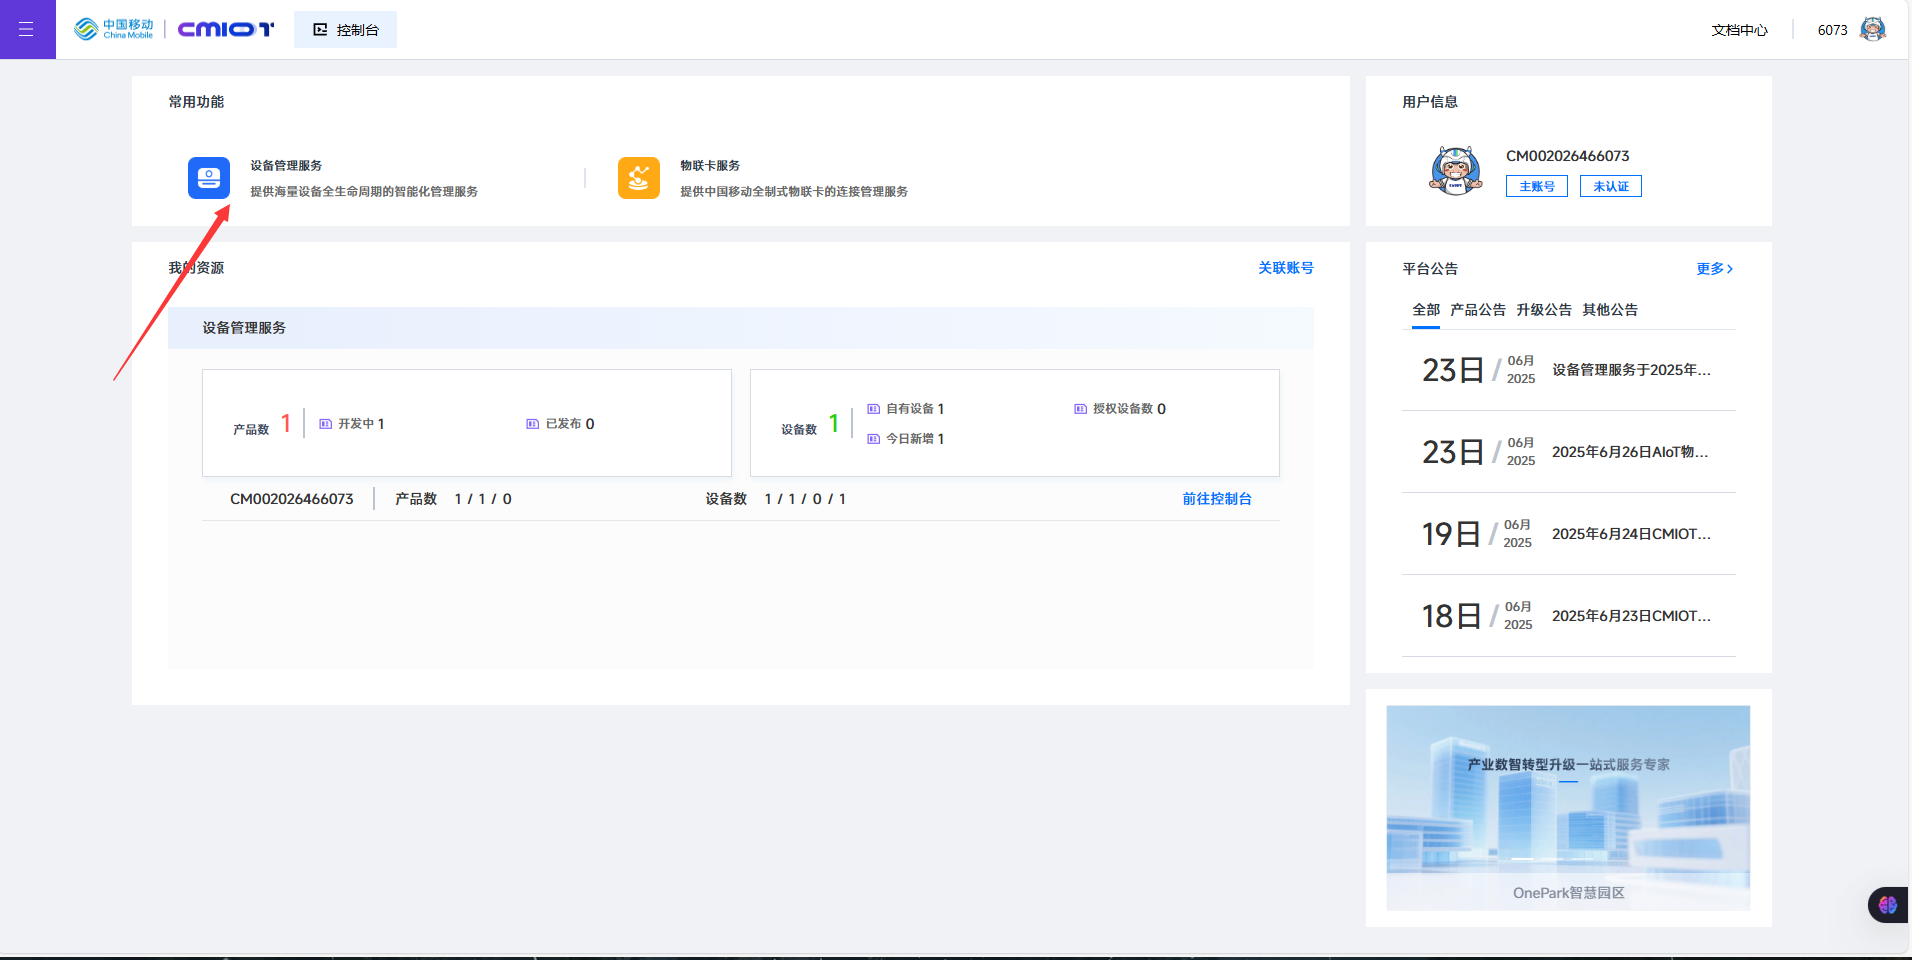 中国移动
China Mobile
CMIOT
控制台
文档中心
6073
常用功能
设备管理服务
提供海量设备全生命周期的智能化管理服务
物联卡服务
提供中国移动全制式物联卡的连接管理服务
用户信息
CM002026466073
主账号 未认证
我的资源
关联账号
设备管理服务
产品数 1
开发中 1
已发布 0
设备数 1
自有设备 1
授权设备数 0
今日新增 1
CM002026466073 产品数 1 / 1 / 0 设备数 1 / 1 / 0 / 1 前往控制台
平台公告
更多
全部 产品公告 升级公告 其他公告
23日 / 06月 2025 设备管理服务于2025年...
23日 / 06月 2025 2025年6月26日AIoT物...
19日 / 06月 2025 2025年6月24日CMIOT...
18日 / 06月 2025 2025年6月23日CMIOT...
产业数智转型升级一站式服务专家
OnePark智慧园区